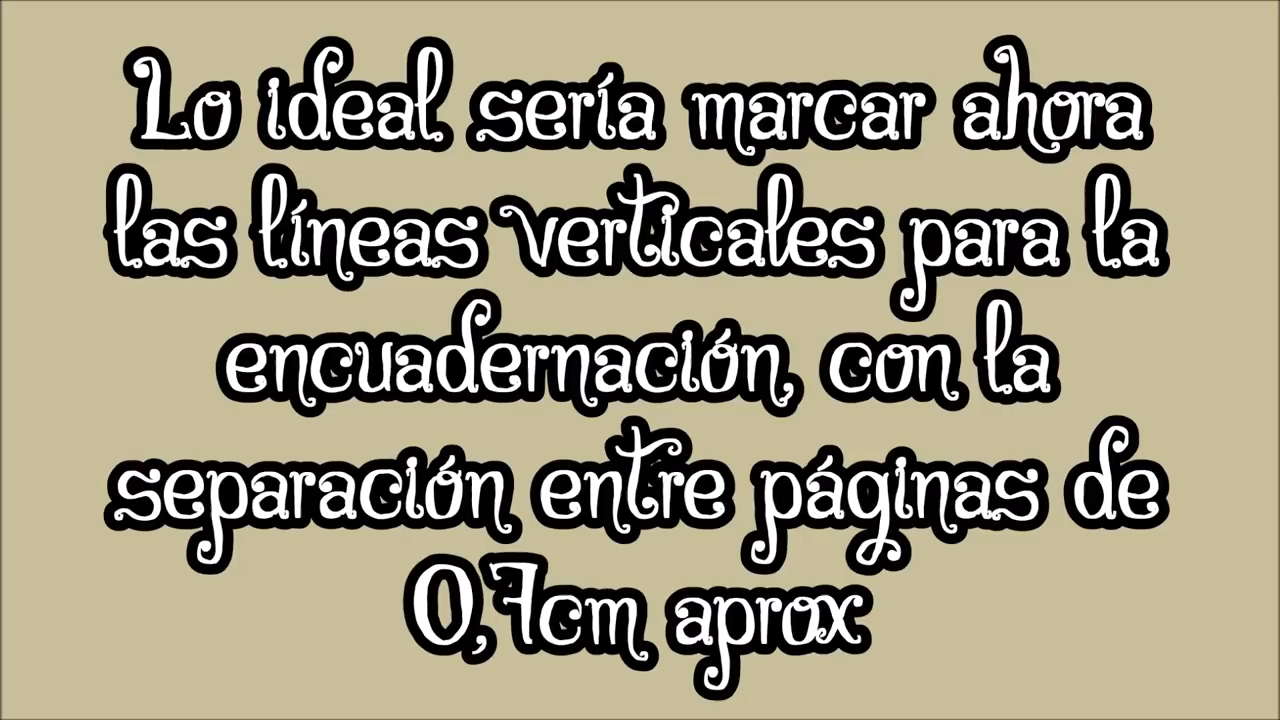 Lo ideal sería marcar ahora
las líneas verticales para la
encuadernación, con la
separación entre páginas de
0,7cm aprox